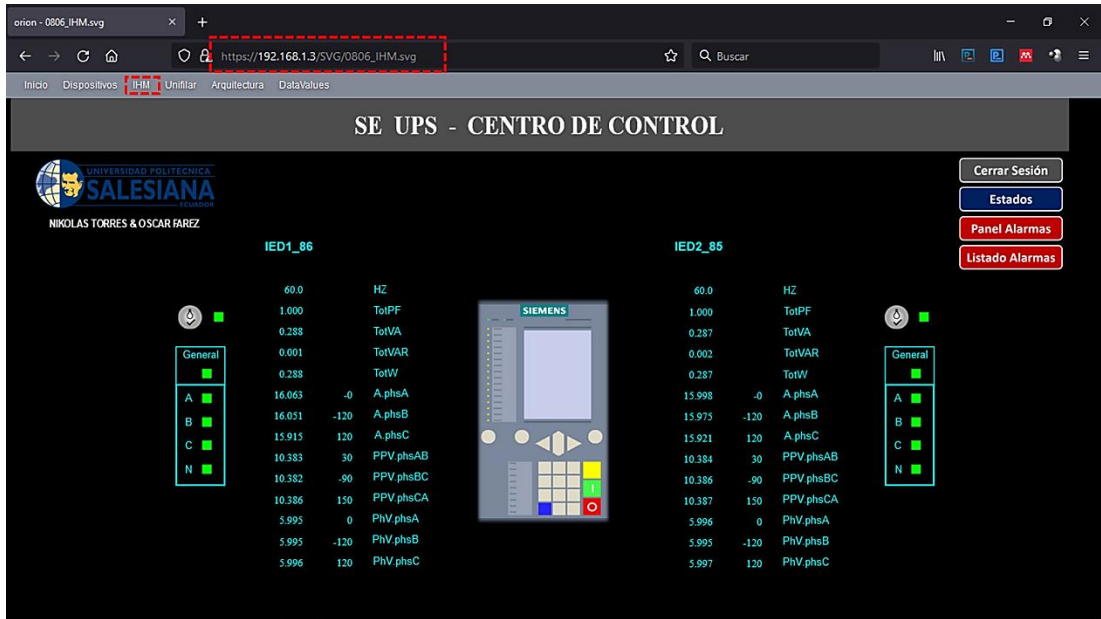 orion - 0806_IHM.svg
https://192.168.1.3/SVG/0806_IHM.svg
Buscar
Inicio Dispositivos IHM Unifilar Arquitectura DataValues
SE UPS - CENTRO DE CONTROL
UNIVERSIDAD POLITÉCNICA
SALESIANA
ECUADOR
NIKOLAS TORRES & OSCAR FAREZ
Cerrar Sesión
Estados
Panel Alarmas
Listado Alarmas
IED1_86 IED2_85
60.0 HZ 60.0 HZ
1.000 TotPF SIEMENS 1.000 TotPF
0.288 TotVA 0.287 TotVA
General 0.001 TotVAR 0.002 TotVAR General
0.288 TotW 0.287 TotW
A 16.063 -0 A.phsA 15.998 -0 A.phsA A
B 16.051 -120 A.phsB 15.975 -120 A.phsB B
C 15.915 120 A.phsC 15.921 120 A.phsC C
10.383 30 PPV.phsAB 10.384 30 PPV.phsAB
N 10.382 -90 PPV.phsBC 10.386 -90 PPV.phsBC N
10.386 150 PPV.phsCA 10.387 150 PPV.phsCA
5.995 0 PhV.phsA 5.996 0 PhV.phsA
5.995 -120 PhV.phsB 5.995 -120 PhV.phsB
5.996 120 PhV.phsC 5.997 120 PhV.phsC